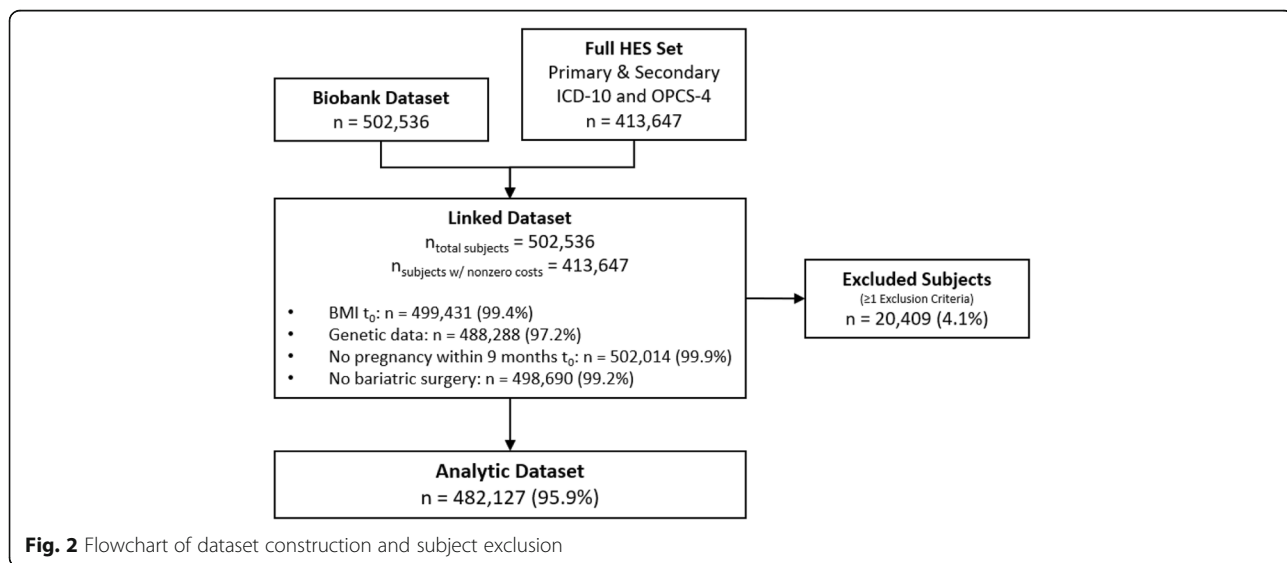 Full HES Set
Primary & Secondary
ICD-10 and OPCS-4
n = 413,647
Biobank Dataset
n = 502,536
Linked Dataset
n total subjects = 502,536
n subjects w/ nonzero costs = 413,647
• BMI t0: n = 499,431 (99.4%)
• Genetic data: n = 488,288 (97.2%)
• No pregnancy within 9 months t0: n = 502,014 (99.9%)
• No bariatric surgery: n = 498,690 (99.2%)
Excluded Subjects
(≥1 Exclusion Criteria)
n = 20,409 (4.1%)
Analytic Dataset
n = 482,127 (95.9%)
Fig. 2 Flowchart of dataset construction and subject exclusion